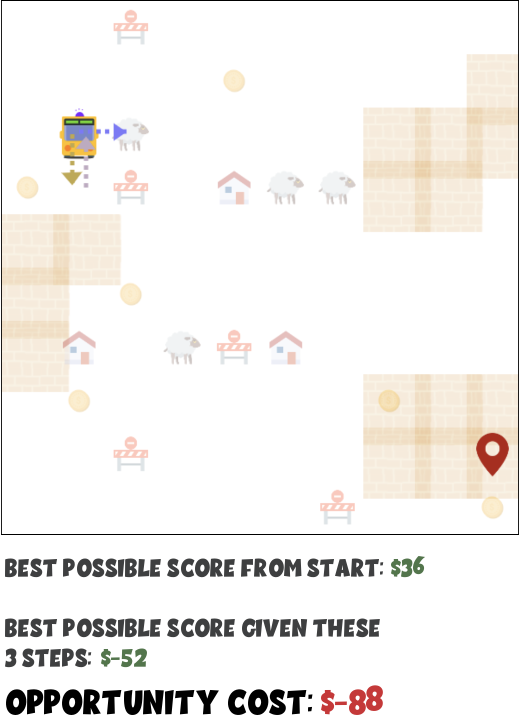 BEST POSSIBLE SCORE FROM START: $36
BEST POSSIBLE SCORE GIVEN THESE
3 STEPS: $-52
OPPORTUNITY COST: $-88